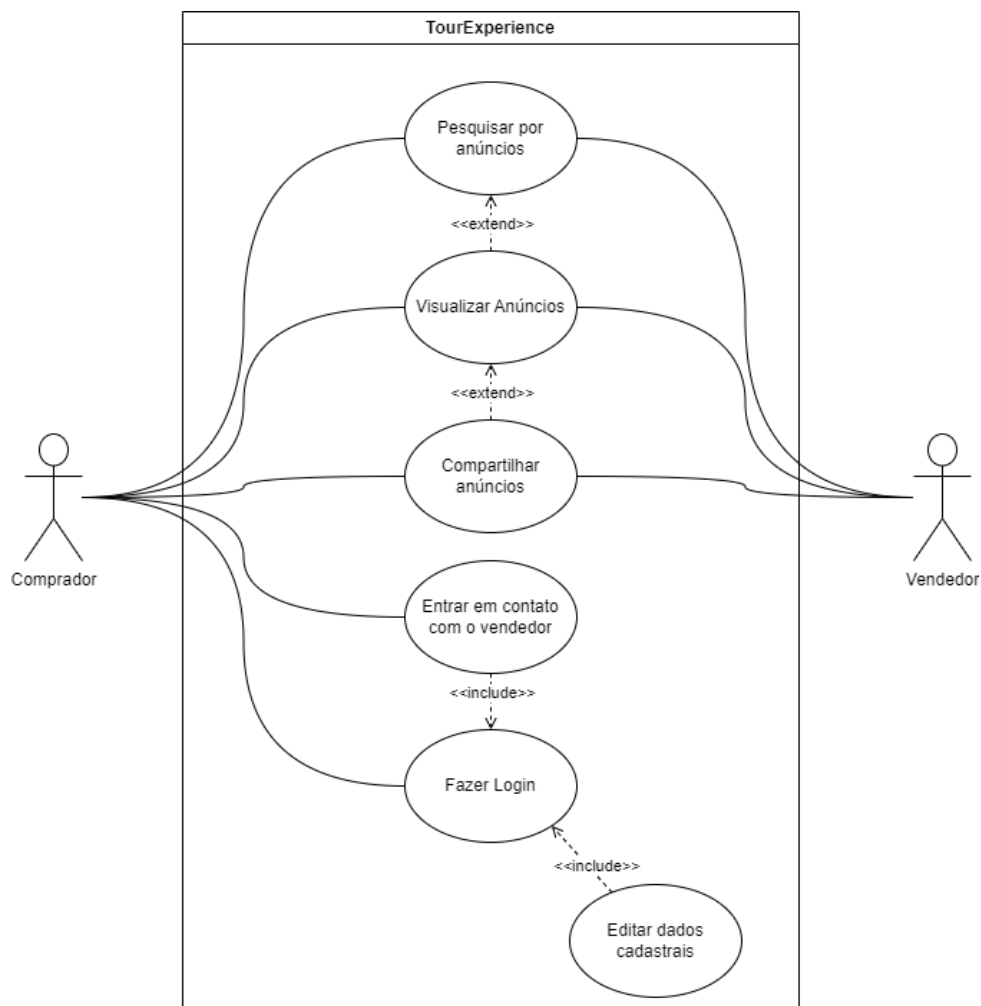 TourExperience
Pesquisar por
anúncios
<<extend>>
Visualizar Anúncios
<<extend>>
Compartilhar
anúncios
Comprador
Vendedor
Entrar em contato
com o vendedor
<<include>>
Fazer Login
<<include>>
Editar dados
cadastrais